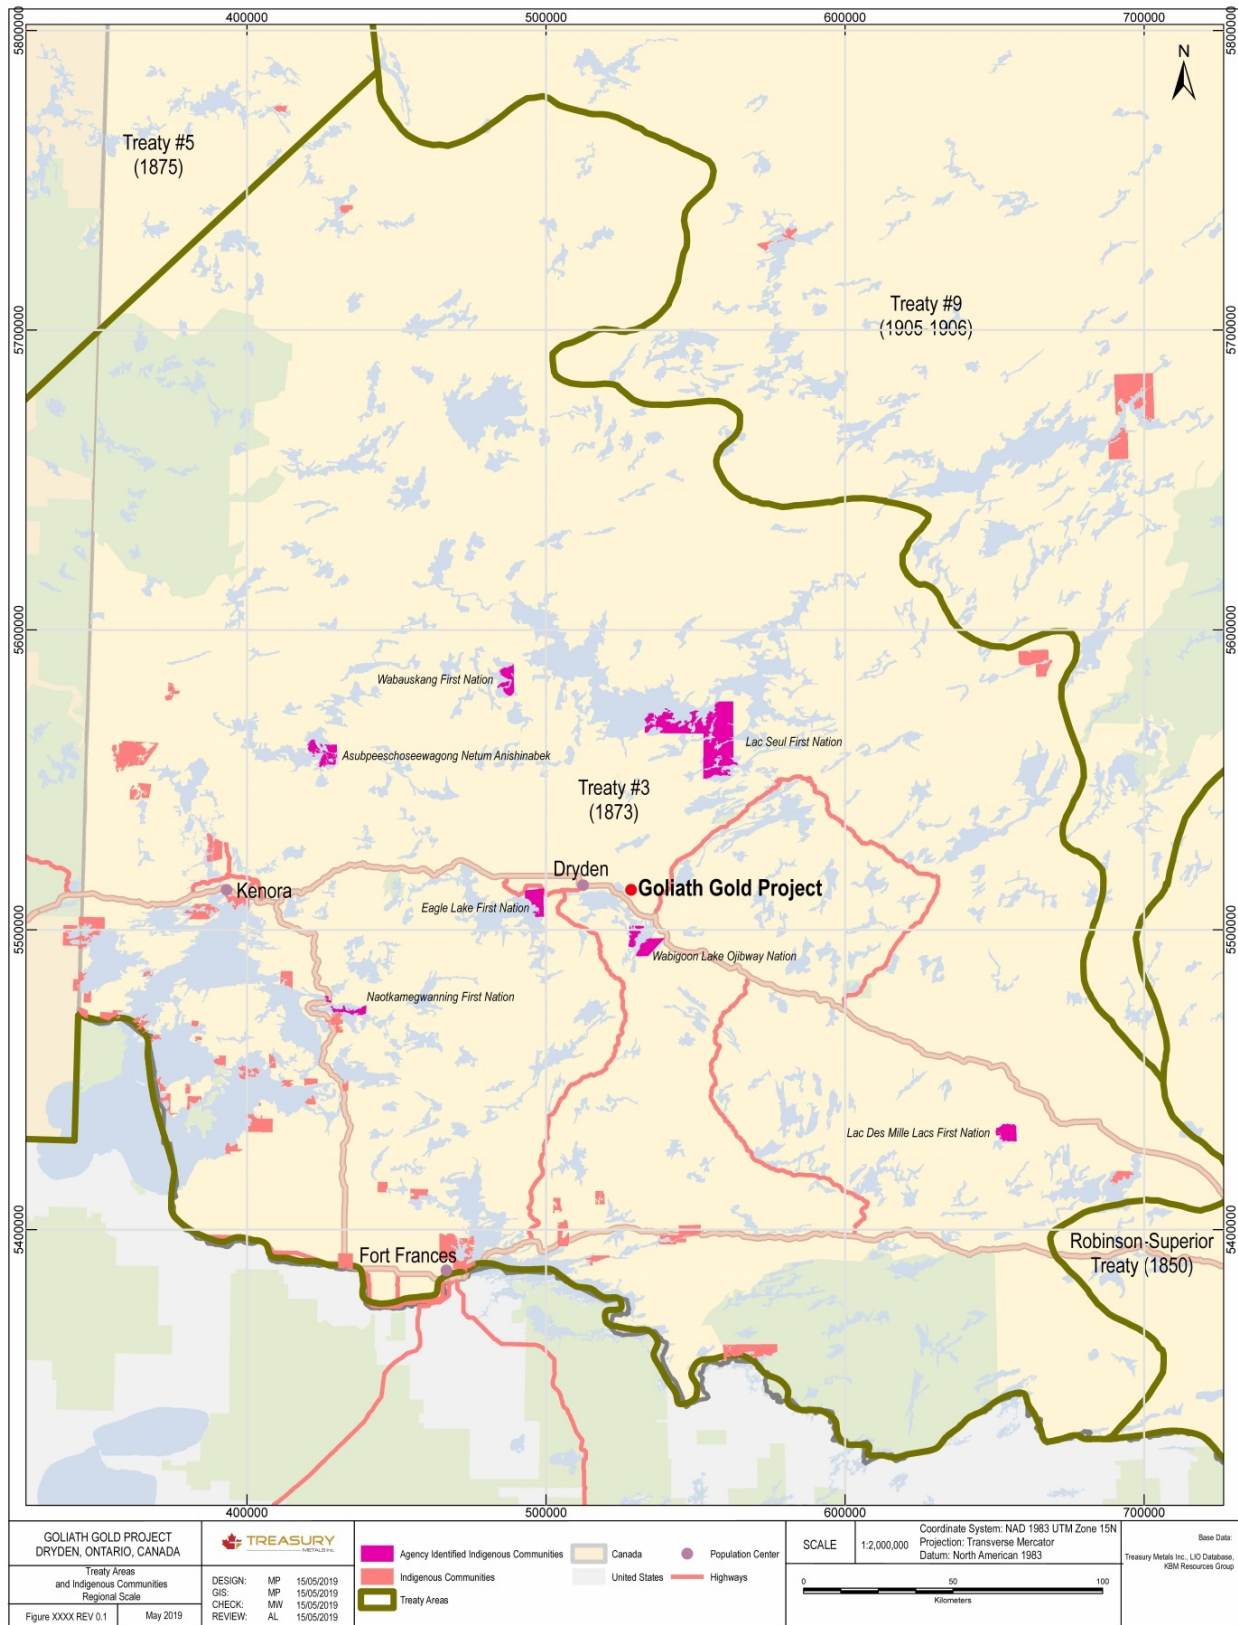 400000
500000
600000
700000
5800000
5800000
N
Treaty #5
(1875)
Treaty #9
(1905-1906)
5700000
5700000
5600000
5600000
Wabauskang First Nation
Lac Seul First Nation
Asubpeeschoseewagong Netum Anishinabek
Treaty #3
(1873)
Dryden
Kenora
Goliath Gold Project
Eagle Lake First Nation
5500000
5500000
Wabigoon Lake Ojibway Nation
Naotkamegwanning First Nation
Lac Des Mille Lacs First Nation
5400000
5400000
Fort Frances
Robinson-Superior
Treaty (1850)
400000
500000
600000
700000
GOLIATH GOLD PROJECT
DRYDEN, ONTARIO, CANADA
Treaty Areas
and Indigenous Communities
Regional Scale
Figure XXXX REV 0.1
May 2019
TREASURY
METALS Inc.
DESIGN: MP 15/05/2019
GIS: MP 15/05/2019
CHECK: MW 15/05/2019
REVIEW: AL 15/05/2019
Agency Identified Indigenous Communities
Indigenous Communities
Treaty Areas
Canada
United States
Population Center
Highways
SCALE
1:2,000,000
Coordinate System: NAD 1983 UTM Zone 15N
Projection: Transverse Mercator
Datum: North American 1983
0 50 100
Kilometers
Base Data:
Treasury Metals Inc., LIO Database,
KBM Resources Group